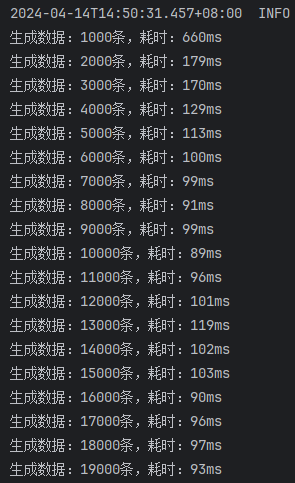 2024-04-14T14:50:31.457+08:00  INFO
生成数据：1000条，耗时：660ms
生成数据：2000条，耗时：179ms
生成数据：3000条，耗时：170ms
生成数据：4000条，耗时：129ms
生成数据：5000条，耗时：113ms
生成数据：6000条，耗时：100ms
生成数据：7000条，耗时：99ms
生成数据：8000条，耗时：91ms
生成数据：9000条，耗时：99ms
生成数据：10000条，耗时：89ms
生成数据：11000条，耗时：96ms
生成数据：12000条，耗时：101ms
生成数据：13000条，耗时：119ms
生成数据：14000条，耗时：102ms
生成数据：15000条，耗时：103ms
生成数据：16000条，耗时：90ms
生成数据：17000条，耗时：96ms
生成数据：18000条，耗时：97ms
生成数据：19000条，耗时：93ms